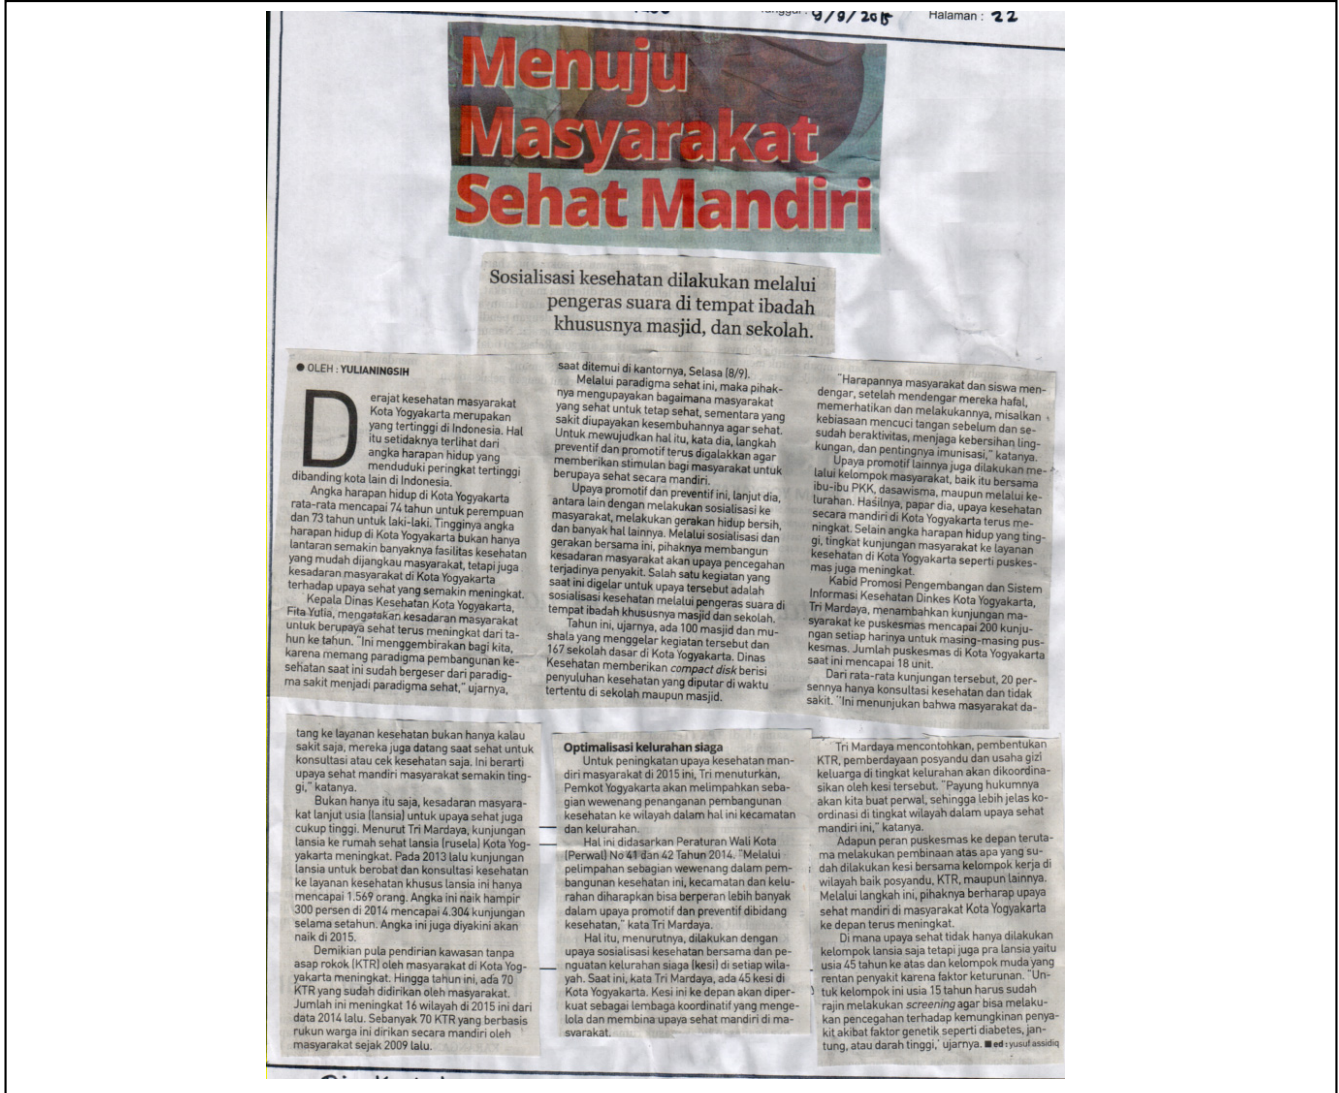 9/9/2015 Halaman : 22
Menuju
Masyarakat
Sehat Mandiri
Sosialisasi kesehatan dilakukan melalui
pengeras suara di tempat ibadah
khususnya masjid, dan sekolah.
● OLEH : YULIANINGSIH
Derajat kesehatan masyarakat
Kota Yogyakarta merupakan
yang tertinggi di Indonesia. Hal
itu setidaknya terlihat dari
angka harapan hidup yang
menduduki peringkat tertinggi
dibanding kota lain di Indonesia.
Angka harapan hidup di Kota Yogyakarta
rata-rata mencapai 74 tahun untuk perempuan
dan 73 tahun untuk laki-laki. Tingginya angka
harapan hidup di Kota Yogyakarta bukan hanya
lantaran semakin banyaknya fasilitas kesehatan
yang mudah dijangkau masyarakat, tetapi juga
kesadaran masyarakat di Kota Yogyakarta
terhadap upaya sehat yang semakin meningkat.
Kepala Dinas Kesehatan Kota Yogyakarta,
Fita Yulia, mengatakan kesadaran masyarakat
untuk berupaya sehat terus meningkat dari ta-
hun ke tahun. "Ini menggembirakan bagi kita,
karena memang paradigma pembangunan ke-
sehatan saat ini sudah bergeser dari paradig-
ma sakit menjadi paradigma sehat," ujarnya,
saat ditemui di kantornya, Selasa (8/9).
Melalui paradigma sehat ini, maka pihak-
nya mengupayakan bagaimana masyarakat
yang sehat untuk tetap sehat, sementara yang
sakit diupayakan kesembuhannya agar sehat.
Untuk mewujudkan hal itu, kata dia, langkah
preventif dan promotif terus digalakkan agar
memberikan stimulan bagi masyarakat untuk
berupaya sehat secara mandiri.
Upaya promotif dan preventif ini, lanjut dia,
antara lain dengan melakukan sosialisasi ke
masyarakat, melakukan gerakan hidup bersih,
dan banyak hal lainnya. Melalui sosialisasi dan
gerakan bersama ini, pihaknya membangun
kesadaran masyarakat akan upaya pencegahan
terjadinya penyakit. Salah satu kegiatan yang
saat ini digelar untuk upaya tersebut adalah
sosialisasi kesehatan melalui pengeras suara di
tempat ibadah khususnya masjid dan sekolah.
Tahun ini, ujarnya, ada 100 masjid dan mu-
shala yang menggelar kegiatan tersebut dan
167 sekolah dasar di Kota Yogyakarta. Dinas
Kesehatan memberikan compact disk berisi
penyuluhan kesehatan yang diputar di waktu
tertentu di sekolah maupun masjid.
"Harapannya masyarakat dan siswa men-
dengar, setelah mendengar mereka hafal,
memerhatikan dan melakukannya, misalkan
kebiasaan mencuci tangan sebelum dan se-
sudah beraktivitas, menjaga kebersihan ling-
kungan, dan pentingnya imunisasi," katanya.
Upaya promotif lainnya juga dilakukan me-
lalui kelompok masyarakat, baik itu bersama
ibu-ibu PKK, dasawisma, maupun melalui ke-
lurahan. Hasilnya, papar dia, upaya kesehatan
secara mandiri di Kota Yogyakarta terus me-
ningkat. Selain angka harapan hidup yang ting-
gi, tingkat kunjungan masyarakat ke layanan
kesehatan di Kota Yogyakarta seperti puskes-
mas juga meningkat.
Kabid Promosi Pengembangan dan Sistem
Informasi Kesehatan Dinkes Kota Yogyakarta,
Tri Mardaya, menambahkan kunjungan ma-
syarakat ke puskesmas mencapai 200 kunju-
ngan setiap harinya untuk masing-masing pus-
kesmas. Jumlah puskesmas di Kota Yogyakarta
saat ini mencapai 18 unit.
Dari rata-rata kunjungan tersebut, 20 per-
sennya hanya konsultasi kesehatan dan tidak
sakit. "Ini menunjukan bahwa masyarakat da-
tang ke layanan kesehatan bukan hanya kalau
sakit saja, mereka juga datang saat sehat untuk
konsultasi atau cek kesehatan saja. Ini berarti
upaya sehat mandiri masyarakat semakin ting-
gi," katanya.
Bukan hanya itu saja, kesadaran masyara-
kat lanjut usia (lansia) untuk upaya sehat juga
cukup tinggi. Menurut Tri Mardaya, kunjungan
lansia ke rumah sehat lansia (rusela) Kota Yog-
yakarta meningkat. Pada 2013 lalu kunjungan
lansia untuk berobat dan konsultasi kesehatan
ke layanan kesehatan khusus lansia ini hanya
mencapai 1.569 orang. Angka ini naik hampir
300 persen di 2014 mencapai 4.304 kunjungan
selama setahun. Angka ini juga diyakini akan
naik di 2015.
Demikian pula pendirian kawasan tanpa
asap rokok (KTR) oleh masyarakat di Kota Yog-
yakarta meningkat. Hingga tahun ini, ada 70
KTR yang sudah didirikan oleh masyarakat.
Jumlah ini meningkat 16 wilayah di 2015 ini dari
data 2014 lalu. Sebanyak 70 KTR yang berbasis
rukun warga ini dirikan secara mandiri oleh
masyarakat sejak 2009 lalu.
Optimalisasi kelurahan siaga
Untuk peningkatan upaya kesehatan man-
diri masyarakat di 2015 ini, Tri menuturkan,
Pemkot Yogyakarta akan melimpahkan seba-
gian wewenang penanganan pembangunan
kesehatan ke wilayah dalam hal ini kecamatan
dan kelurahan.
Hal ini didasarkan Peraturan Wali Kota
(Perwal) No 41 dan 42 Tahun 2014. "Melalui
pelimpahan sebagian wewenang dalam pem-
bangunan kesehatan ini, kecamatan dan kelu-
rahan diharapkan bisa berperan lebih banyak
dalam upaya promotif dan preventif dibidang
kesehatan," kata Tri Mardaya.
Hal itu, menurutnya, dilakukan dengan
upaya sosialisasi kesehatan bersama dan pe-
nguatan kelurahan siaga (kesi) di setiap wila-
yah. Saat ini, kata Tri Mardaya, ada 45 kesi di
Kota Yogyakarta. Kesi ini ke depan akan diper-
kuat sebagai lembaga koordinatif yang menge-
lola dan membina upaya sehat mandiri di ma-
syarakat.
Tri Mardaya mencontohkan, pembentukan
KTR, pemberdayaan posyandu dan usaha gizi
keluarga di tingkat kelurahan akan dikoordina-
sikan oleh kesi tersebut. "Payung hukumnya
akan kita buat perwal, sehingga lebih jelas ko-
ordinasi di tingkat wilayah dalam upaya sehat
mandiri ini," katanya.
Adapun peran puskesmas ke depan teruta-
ma melakukan pembinaan atas apa yang su-
dah dilakukan kesi bersama kelompok kerja di
wilayah baik posyandu, KTR, maupun lainnya.
Melalui langkah ini, pihaknya berharap upaya
sehat mandiri di masyarakat Kota Yogyakarta
ke depan terus meningkat.
Di mana upaya sehat tidak hanya dilakukan
kelompok lansia saja tetapi juga pra lansia yaitu
usia 45 tahun ke atas dan kelompok muda yang
rentan penyakit karena faktor keturunan. "Un-
tuk kelompok ini usia 15 tahun harus sudah
rajin melakukan screening agar bisa melaku-
kan pencegahan terhadap kemungkinan penya-
kit akibat faktor genetik seperti diabetes, jan-
tung, atau darah tinggi,' ujarnya. ■ ed : yusuf assidiq